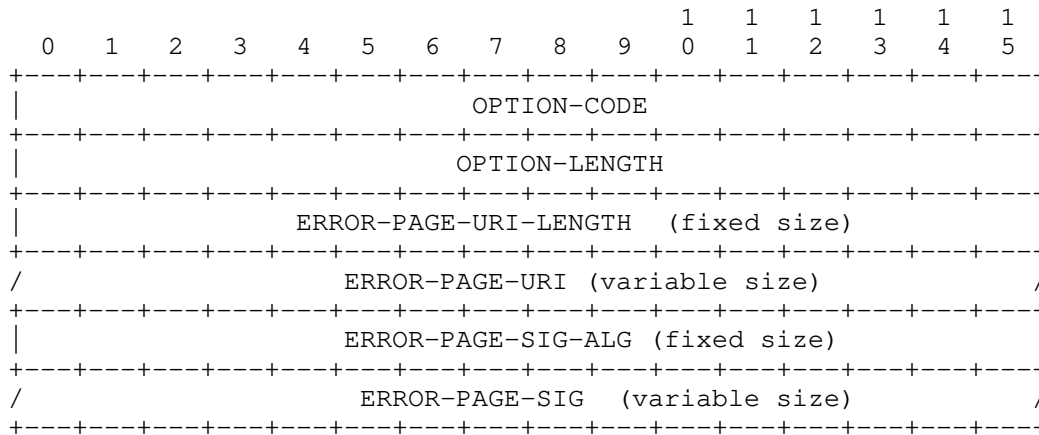 1 1 1 1 1 1
0 1 2 3 4 5 6 7 8 9 0 1 2 3 4 5
+---+---+---+---+---+---+---+---+---+---+---+---+---+---+---+---
| OPTION-CODE |
+---+---+---+---+---+---+---+---+---+---+---+---+---+---+---+---
| OPTION-LENGTH |
+---+---+---+---+---+---+---+---+---+---+---+---+---+---+---+---
| ERROR-PAGE-URI-LENGTH (fixed size) |
+---+---+---+---+---+---+---+---+---+---+---+---+---+---+---+---
/ ERROR-PAGE-URI (variable size) /
+---+---+---+---+---+---+---+---+---+---+---+---+---+---+---+---
| ERROR-PAGE-SIG-ALG (fixed size) |
+---+---+---+---+---+---+---+---+---+---+---+---+---+---+---+---
/ ERROR-PAGE-SIG (variable size) /
+---+---+---+---+---+---+---+---+---+---+---+---+---+---+---+---